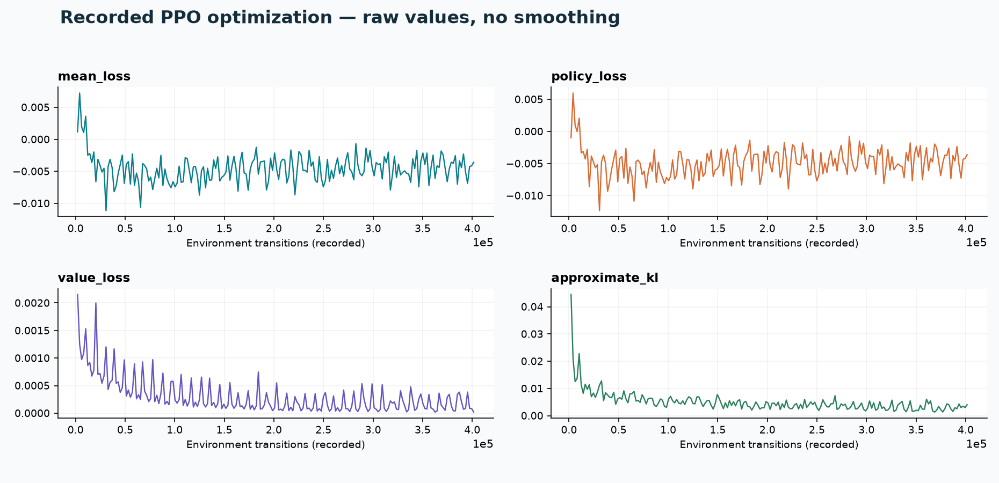 Recorded PPO optimization — raw values, no smoothing
mean_loss
0.005
0.000
−0.005
−0.010
0.0 0.5 1.0 1.5 2.0 2.5 3.0 3.5 4.0
Environment transitions (recorded)
1e5
policy_loss
0.005
0.000
−0.005
−0.010
0.0 0.5 1.0 1.5 2.0 2.5 3.0 3.5 4.0
Environment transitions (recorded)
1e5
value_loss
0.0020
0.0015
0.0010
0.0005
0.0000
0.0 0.5 1.0 1.5 2.0 2.5 3.0 3.5 4.0
Environment transitions (recorded)
1e5
approximate_kl
0.04
0.03
0.02
0.01
0.00
0.0 0.5 1.0 1.5 2.0 2.5 3.0 3.5 4.0
Environment transitions (recorded)
1e5